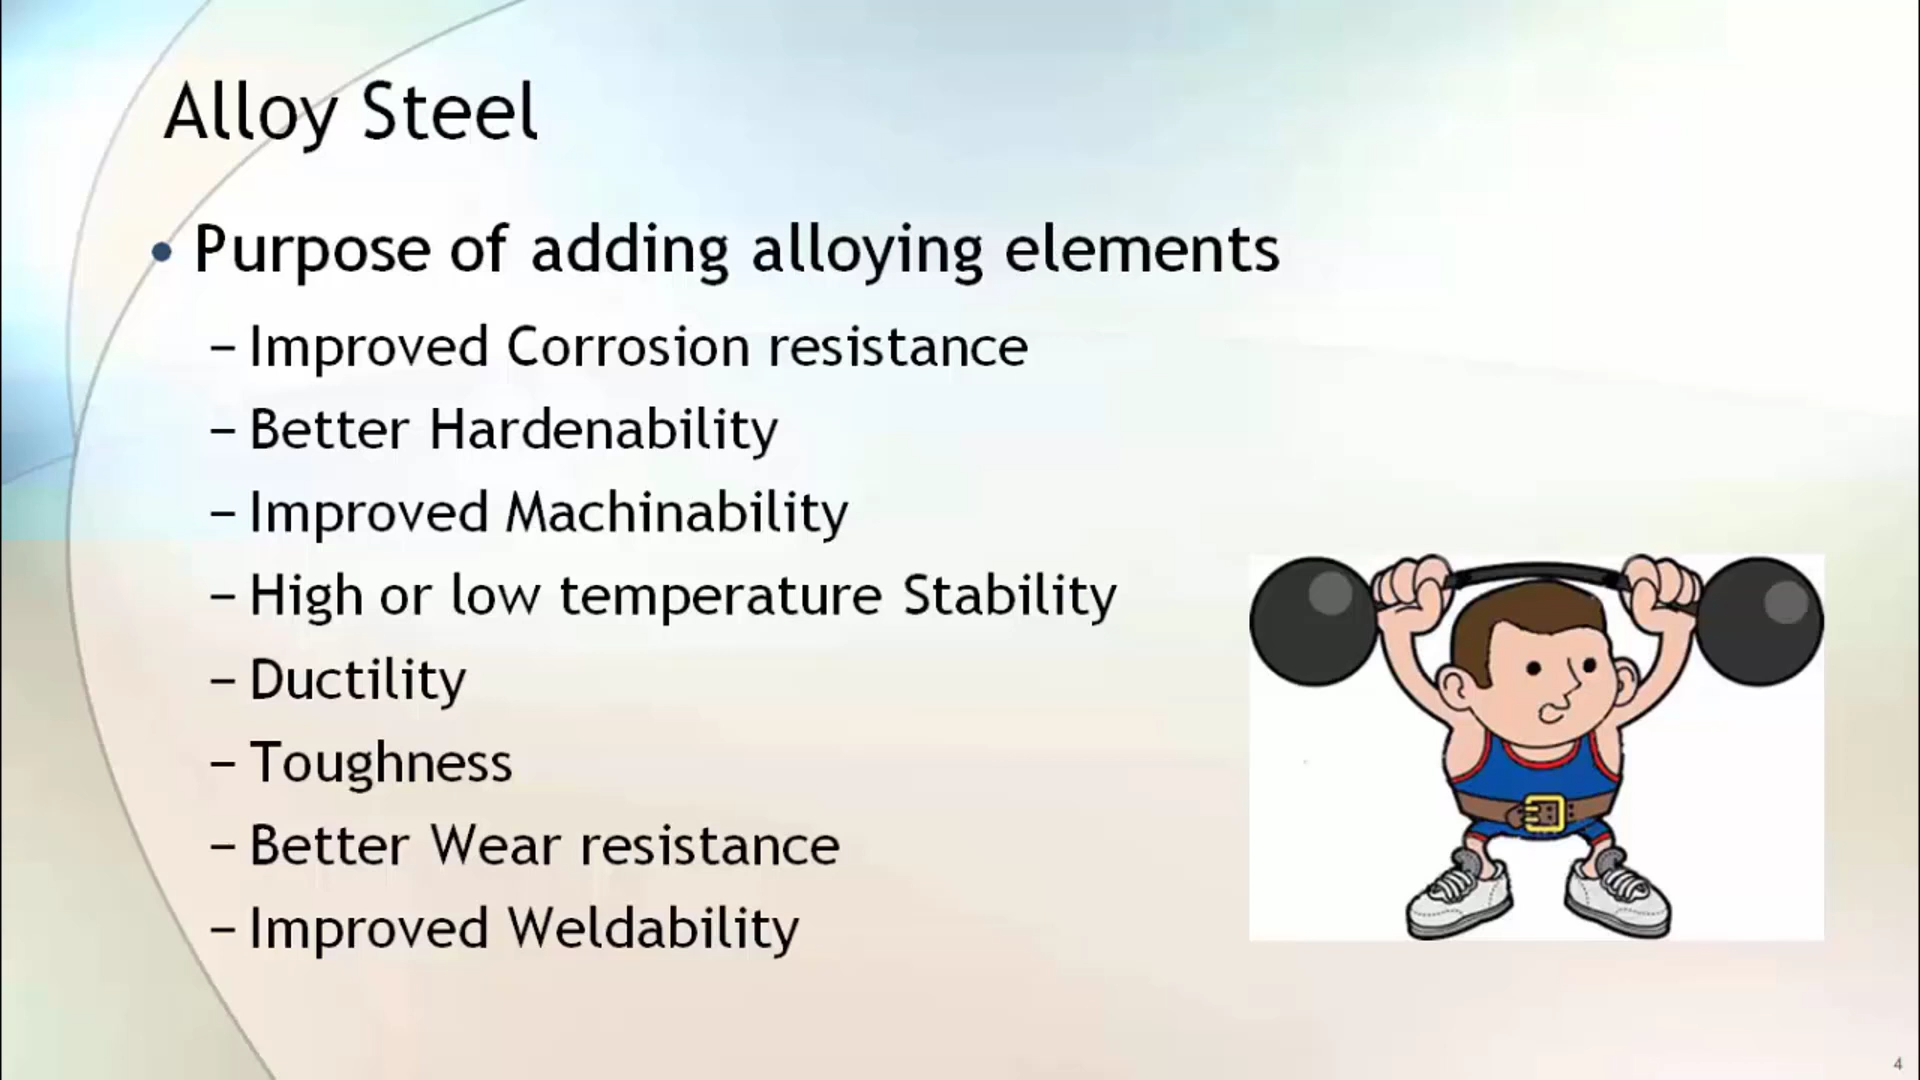 Alloy Steel
• Purpose of adding alloying elements
– Improved Corrosion resistance
– Better Hardenability
– Improved Machinability
– High or low temperature Stability
– Ductility
– Toughness
– Better Wear resistance
– Improved Weldability
4